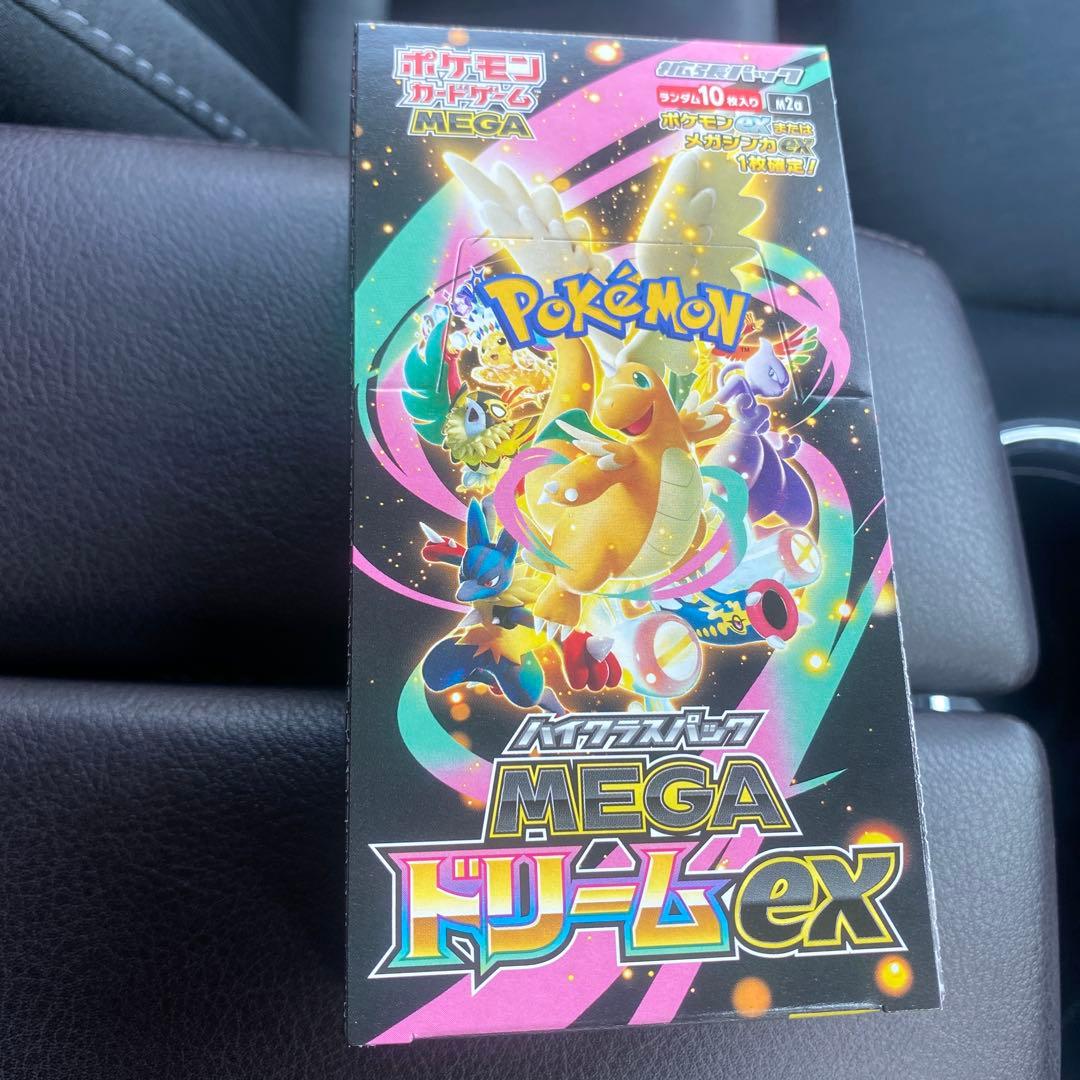 ポケモン
カードゲーム
MEGA
拡張パック
ランダム10枚入り
M2a
ポケモンexまたは
メガシンカex
1枚確定!
POKéMON
TM
ハイクラスパック
MEGA
ドリームex